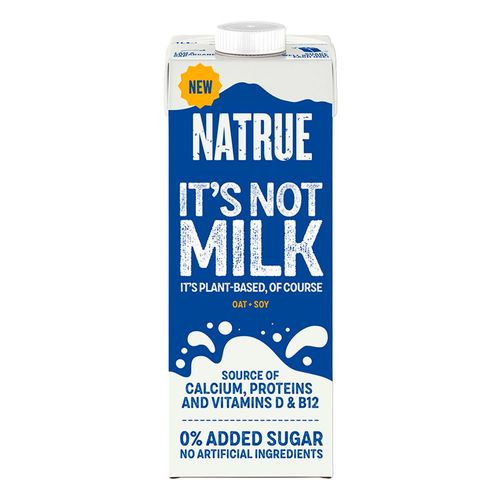 NEW
NATRUE
IT'S NOT
MILK
IT'S PLANT-BASED, OF COURSE
OAT + SOY
SOURCE OF
CALCIUM, PROTEINS
AND VITAMINS D & B12
0% ADDED SUGAR
NO ARTIFICIAL INGREDIENTS